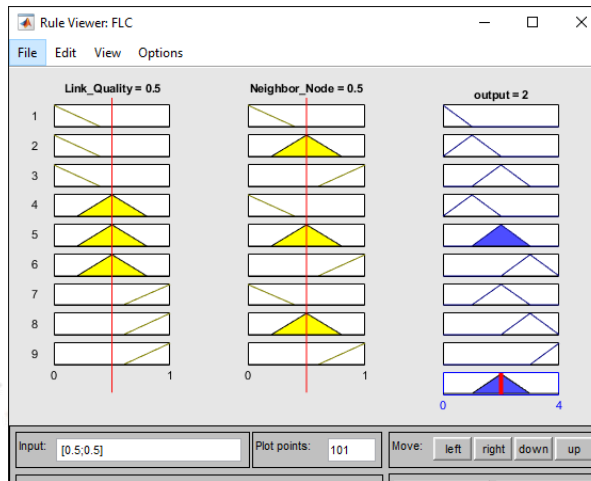 Rule Viewer: FLC
File Edit View Options
Link_Quality = 0.5 Neighbor_Node = 0.5 output = 2
1
2
3
4
5
6
7
8
9
0 1 0 1
0 4
Input: [0.5;0.5] Plot points: 101 Move: left right down up